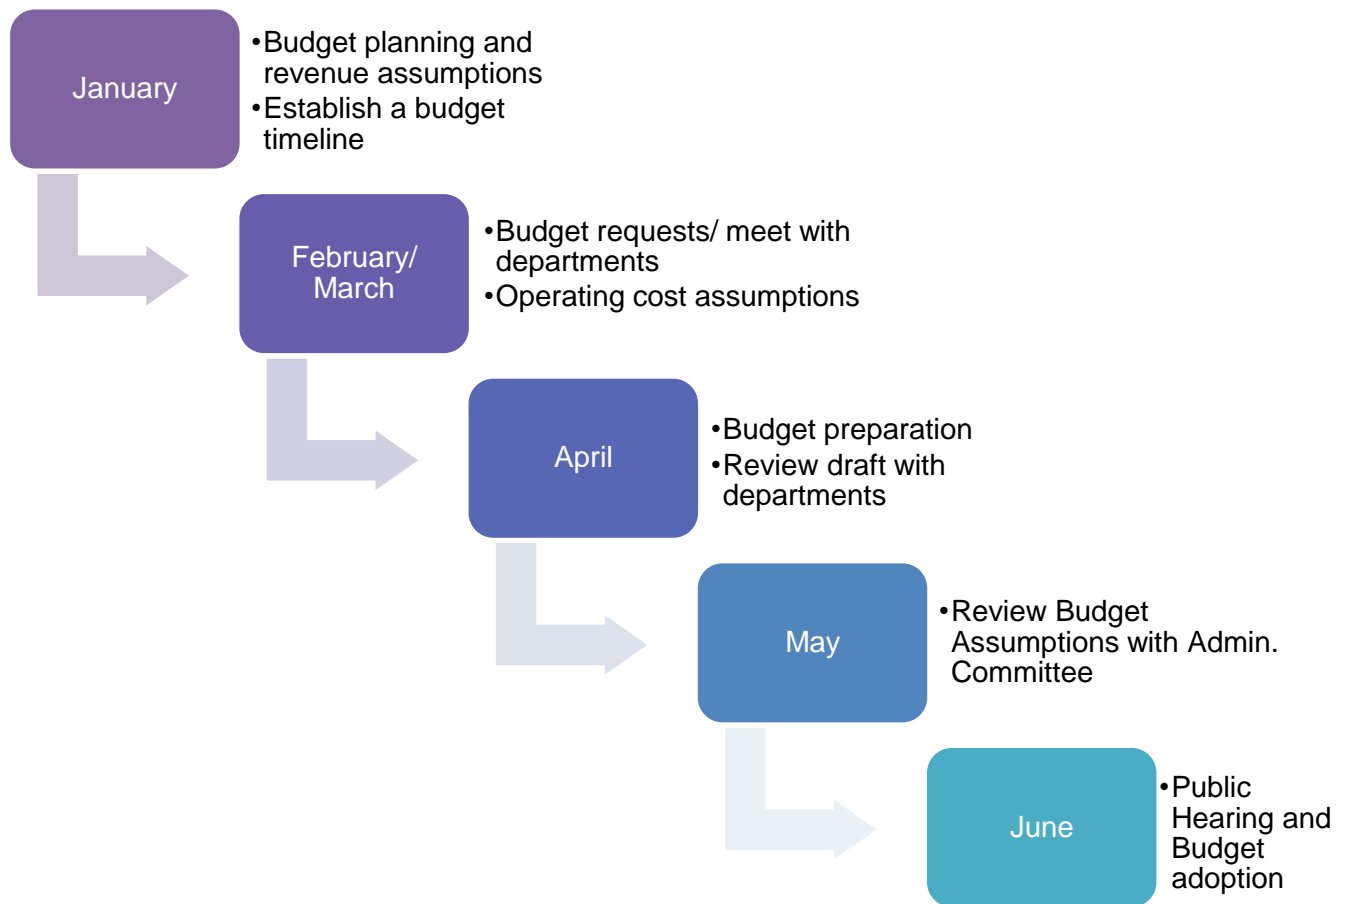 January
•Budget planning and
revenue assumptions
•Establish a budget
timeline
February/
March
•Budget requests/ meet with
departments
•Operating cost assumptions
April
•Budget preparation
•Review draft with
departments
May
•Review Budget
Assumptions with Admin.
Committee
June
•Public
Hearing and
Budget
adoption